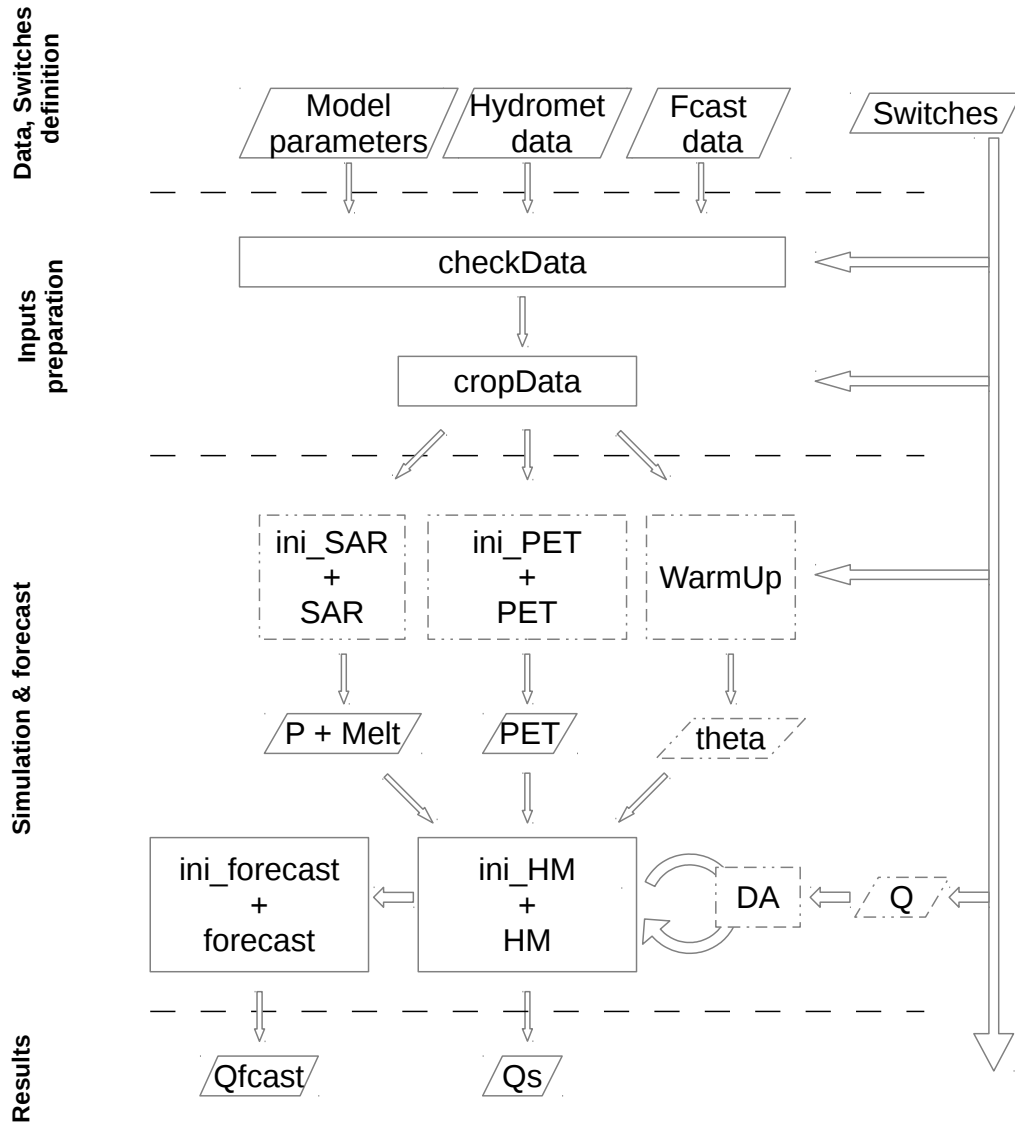 Data, Switches
definition
Model
parameters
Hydromet
data
Fcast
data
Switches
Inputs
preparation
checkData
cropData
Simulation & forecast
ini_SAR
+
SAR
ini_PET
+
PET
WarmUp
P + Melt
PET
theta
ini_forecast
+
forecast
ini_HM
+
HM
DA
Q
Results
Qfcast
Qs